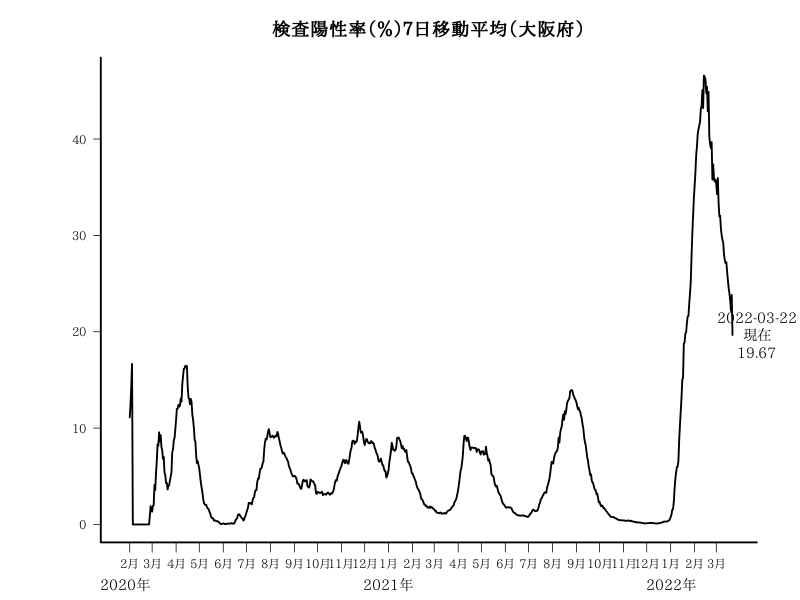 検査陽性率(%)7日移動平均(大阪府)
40
30
20
10
0
2022-03-22
現在
19.67
2月 3月 4月 5月 6月 7月 8月 9月 10月 11月 12月 1月 2月 3月 4月 5月 6月 7月 8月 9月 10月 11月 12月 1月 2月 3月
2020年 2021年 2022年